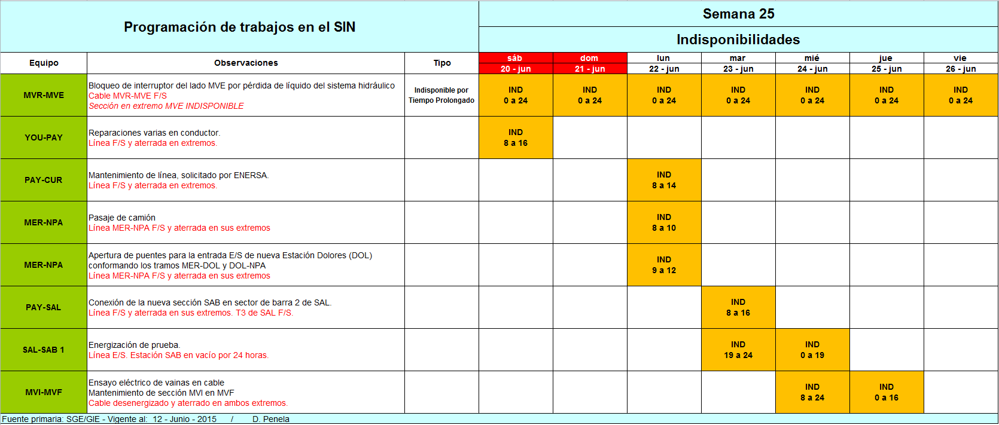 Programación de trabajos en el SIN
Semana 25
Indisponibilidades
Equipo Observaciones Tipo
sáb dom lun mar mié jue vie
20 - jun 21 - jun 22 - jun 23 - jun 24 - jun 25 - jun 26 - jun
MVR-MVE
Bloqueo de interruptor del lado MVE por pérdida de líquido del sistema hidráulico
Cable MVR-MVE F/S
Sección en extremo MVE INDISPONIBLE
Indisponible por
Tiempo Prolongado
IND IND IND IND IND IND IND
0 a 24 0 a 24 0 a 24 0 a 24 0 a 24 0 a 24 0 a 24
YOU-PAY
Reparaciones varias en conductor.
Línea F/S y aterrada en extremos.
IND
8 a 16
PAY-CUR
Mantenimiento de línea, solicitado por ENERSA.
Línea F/S y aterrada en extremos.
IND
8 a 14
MER-NPA
Pasaje de camión
Línea MER-NPA F/S y aterrada en sus extremos
IND
8 a 10
MER-NPA
Apertura de puentes para la entrada E/S de nueva Estación Dolores (DOL)
conformando los tramos MER-DOL y DOL-NPA
Línea MER-NPA F/S y aterrada en sus extremos
IND
9 a 12
PAY-SAL
Conexión de la nueva sección SAB en sector de barra 2 de SAL.
Línea F/S y aterrada en sus extremos. T3 de SAL F/S.
IND
8 a 16
SAL-SAB 1
Energización de prueba.
Línea E/S. Estación SAB en vacío por 24 horas.
IND IND
19 a 24 0 a 19
MVI-MVF
Ensayo eléctrico de vainas en cable
Mantenimiento de sección MVI en MVF
Cable desenergizado y aterrado en ambos extremos.
IND IND
8 a 24 0 a 16
Fuente primaria: SGE/GIE - Vigente al: 12 - Junio - 2015 / D. Penela